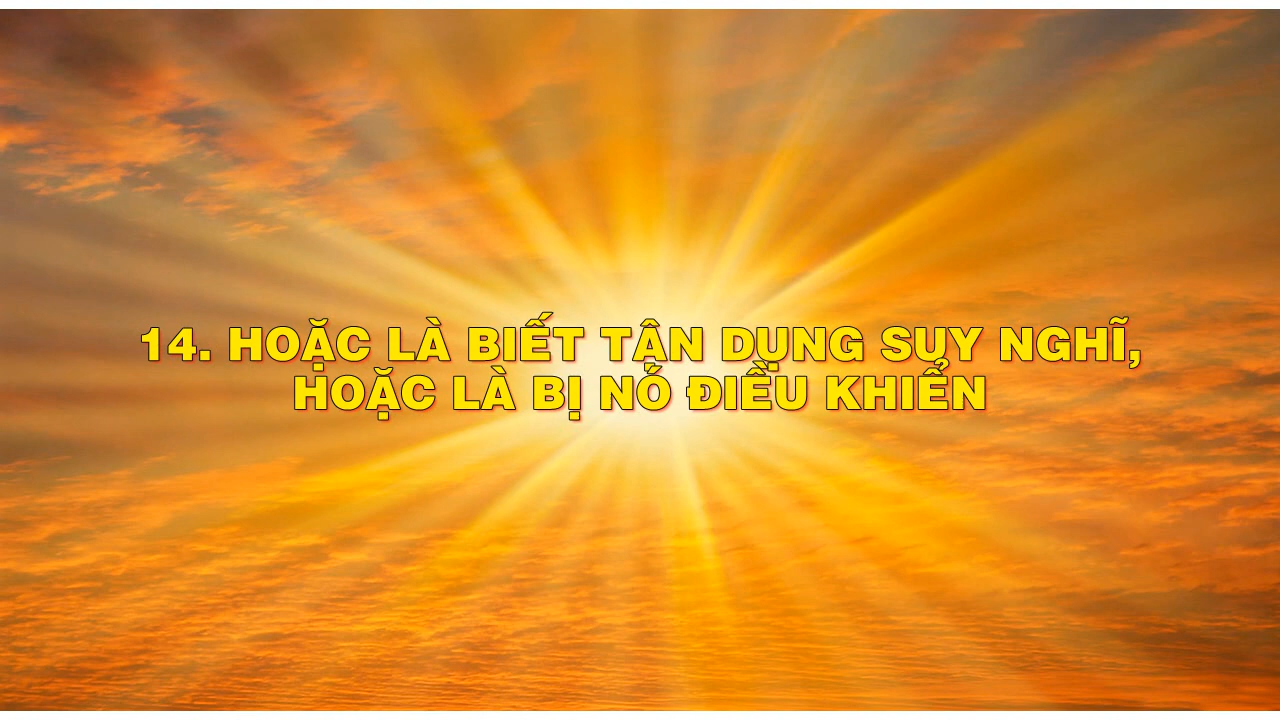 14. HOẶC LÀ BIẾT TẬN DỤNG SUY NGHĨ,
HOẶC LÀ BỊ NÓ ĐIỀU KHIỂN